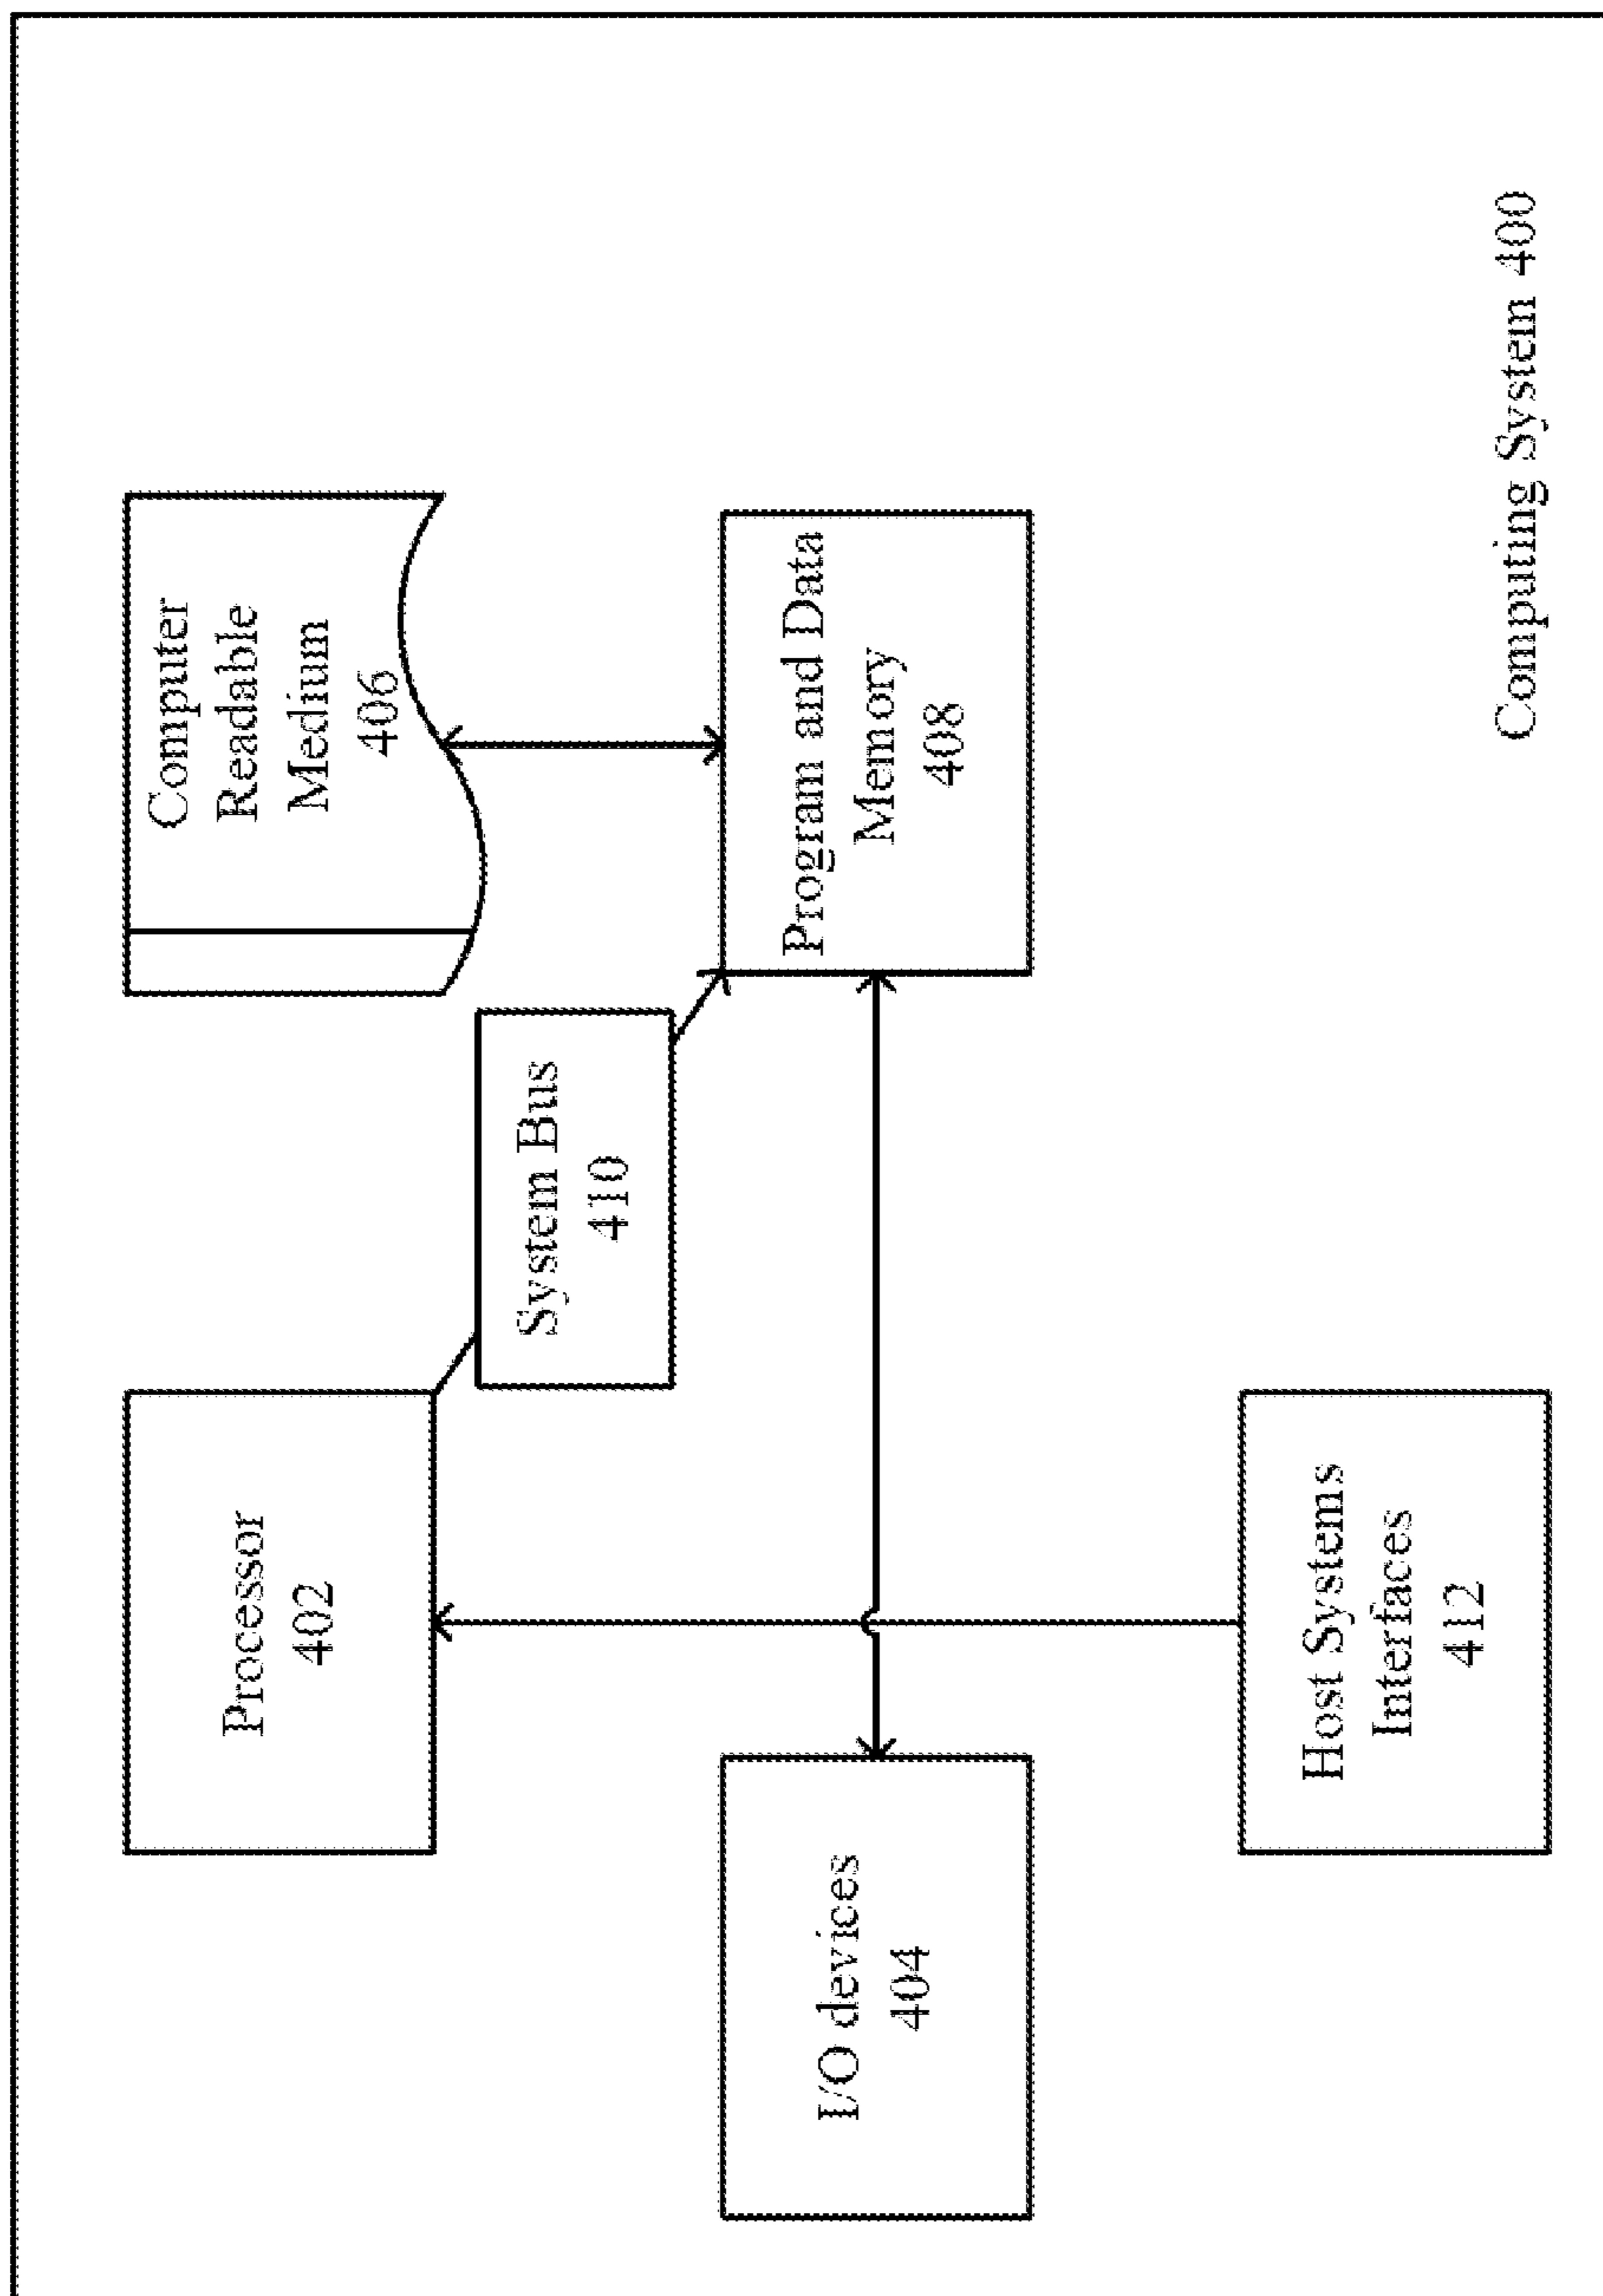 Processor
402
Computer
Readable
Medium
406
System Bus
410
I/O devices
404
Program and Data
Memory
408
Host Systems
Interfaces
412
Computing System 400